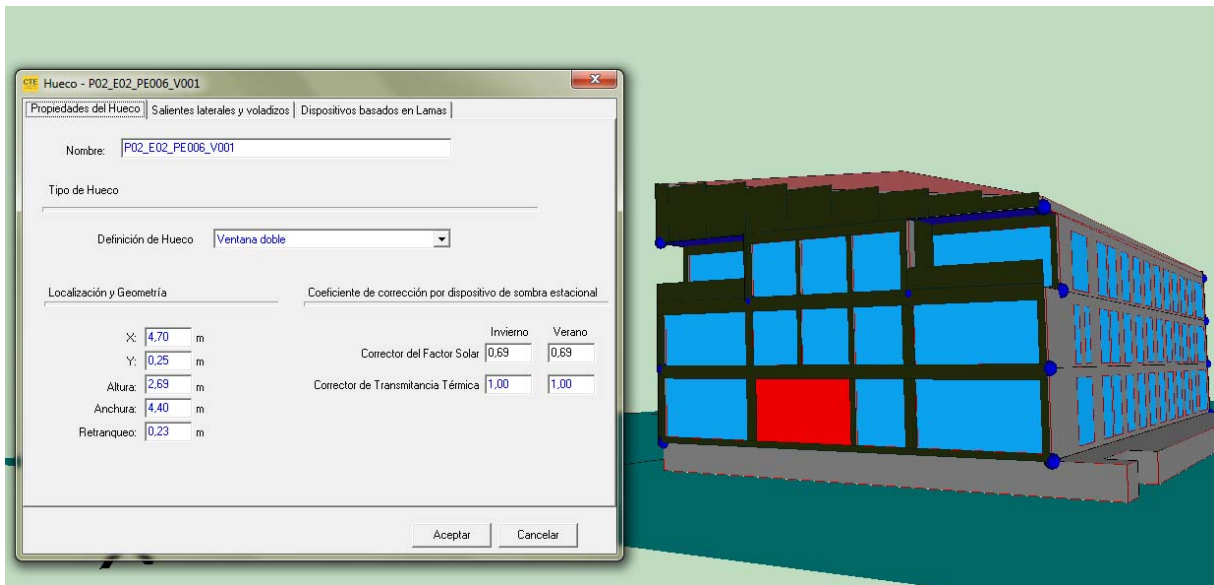 CTE Hueco - P02_E02_PE006_V001
Propiedades del Hueco Salientes laterales y voladizos Dispositivos basados en Lamas
Nombre: P02_E02_PE006_V001
Tipo de Hueco
Definición de Hueco Ventana doble
Localización y Geometría
X: 4,70 m
Y: 0,25 m
Altura: 2,69 m
Anchura: 4,40 m
Retranqueo: 0,23 m
Coeficiente de corrección por dispositivo de sombra estacional
Invierno Verano
Corrector del Factor Solar 0,69 0,69
Corrector de Transmitancia Térmica 1,00 1,00
Aceptar Cancelar